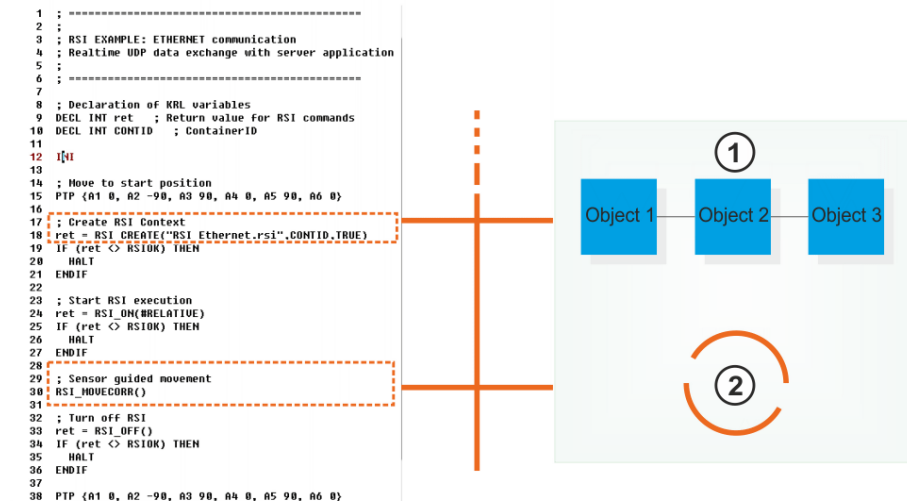 1 ; =============================================
2 ;
3 ; RSI EXAMPLE: ETHERNET communication
4 ; Realtime UDP data exchange with server application
5 ;
6 ; =============================================
7
8 ; Declaration of KRL variables
9 DECL INT ret ; Return value for RSI commands
10 DECL INT CONTID ; ContainerID
11
12 INI
13
14 ; Move to start position
15 PTP {A1 0, A2 -90, A3 90, A4 0, A5 90, A6 0}
16
17 ; Create RSI Context
18 ret = RSI_CREATE("RSI_Ethernet.rsi",CONTID,TRUE)
19 IF (ret <> RSIOK) THEN
20 HALT
21 ENDIF
22
23 ; Start RSI execution
24 ret = RSI_ON(#RELATIVE)
25 IF (ret <> RSIOK) THEN
26 HALT
27 ENDIF
28
29 ; Sensor guided movement
30 RSI_MOVECORR()
31
32 ; Turn off RSI
33 ret = RSI_OFF()
34 IF (ret <> RSIOK) THEN
35 HALT
36 ENDIF
37
38 PTP {A1 0, A2 -90, A3 90, A4 0, A5 90, A6 0}
1
Object 1 Object 2 Object 3
2